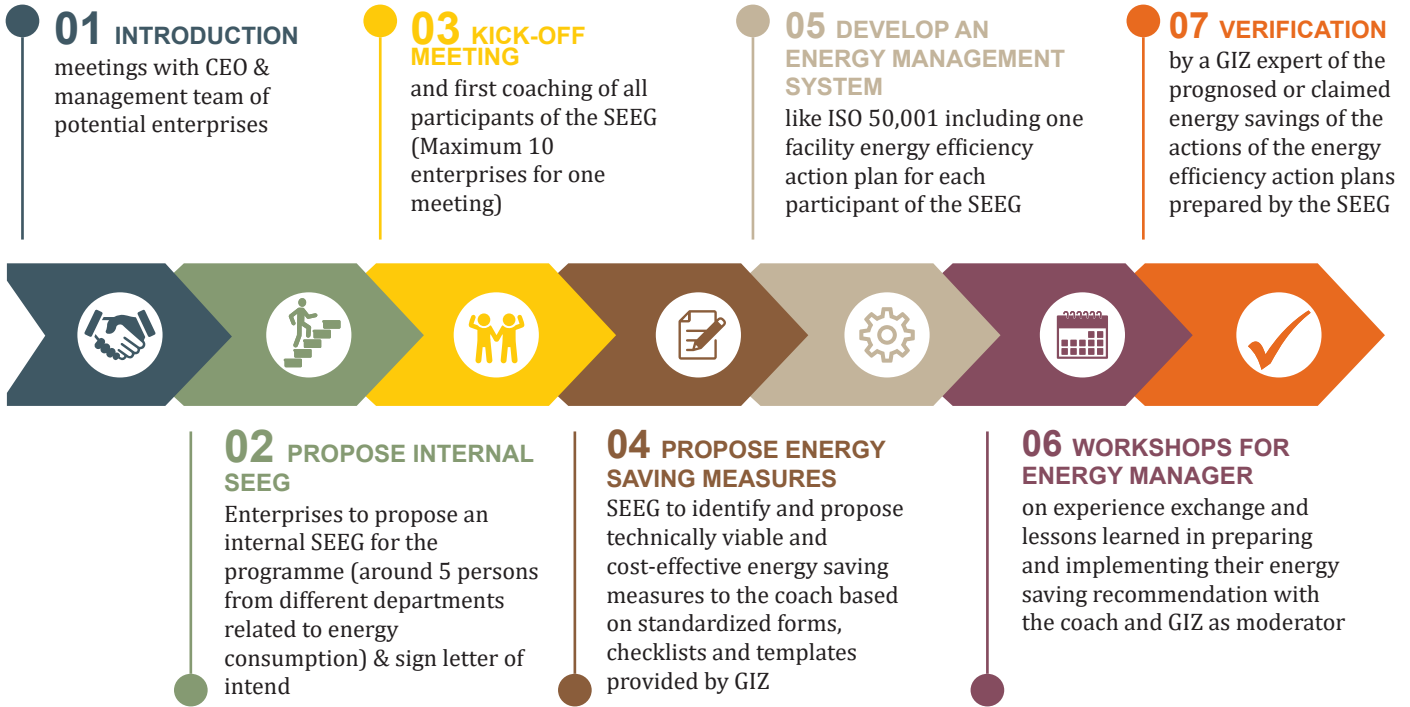 01 INTRODUCTION
meetings with CEO &
management team of
potential enterprises
02 PROPOSE INTERNAL
SEEG
Enterprises to propose an
internal SEEG for the
programme (around 5 persons
from different departments
related to energy
consumption) & sign letter of
intend
03 KICK-OFF
MEETING
and first coaching of all
participants of the SEEG
(Maximum 10
enterprises for one
meeting)
04 PROPOSE ENERGY
SAVING MEASURES
SEEG to identify and propose
technically viable and
cost-effective energy saving
measures to the coach based
on standardized forms,
checklists and templates
provided by GIZ
05 DEVELOP AN
ENERGY MANAGEMENT
SYSTEM
like ISO 50,001 including one
facility energy efficiency
action plan for each
participant of the SEEG
06 WORKSHOPS FOR
ENERGY MANAGER
on experience exchange and
lessons learned in preparing
and implementing their energy
saving recommendation with
the coach and GIZ as moderator
07 VERIFICATION
by a GIZ expert of the
prognosed or claimed
energy savings of the
actions of the energy
efficiency action plans
prepared by the SEEG